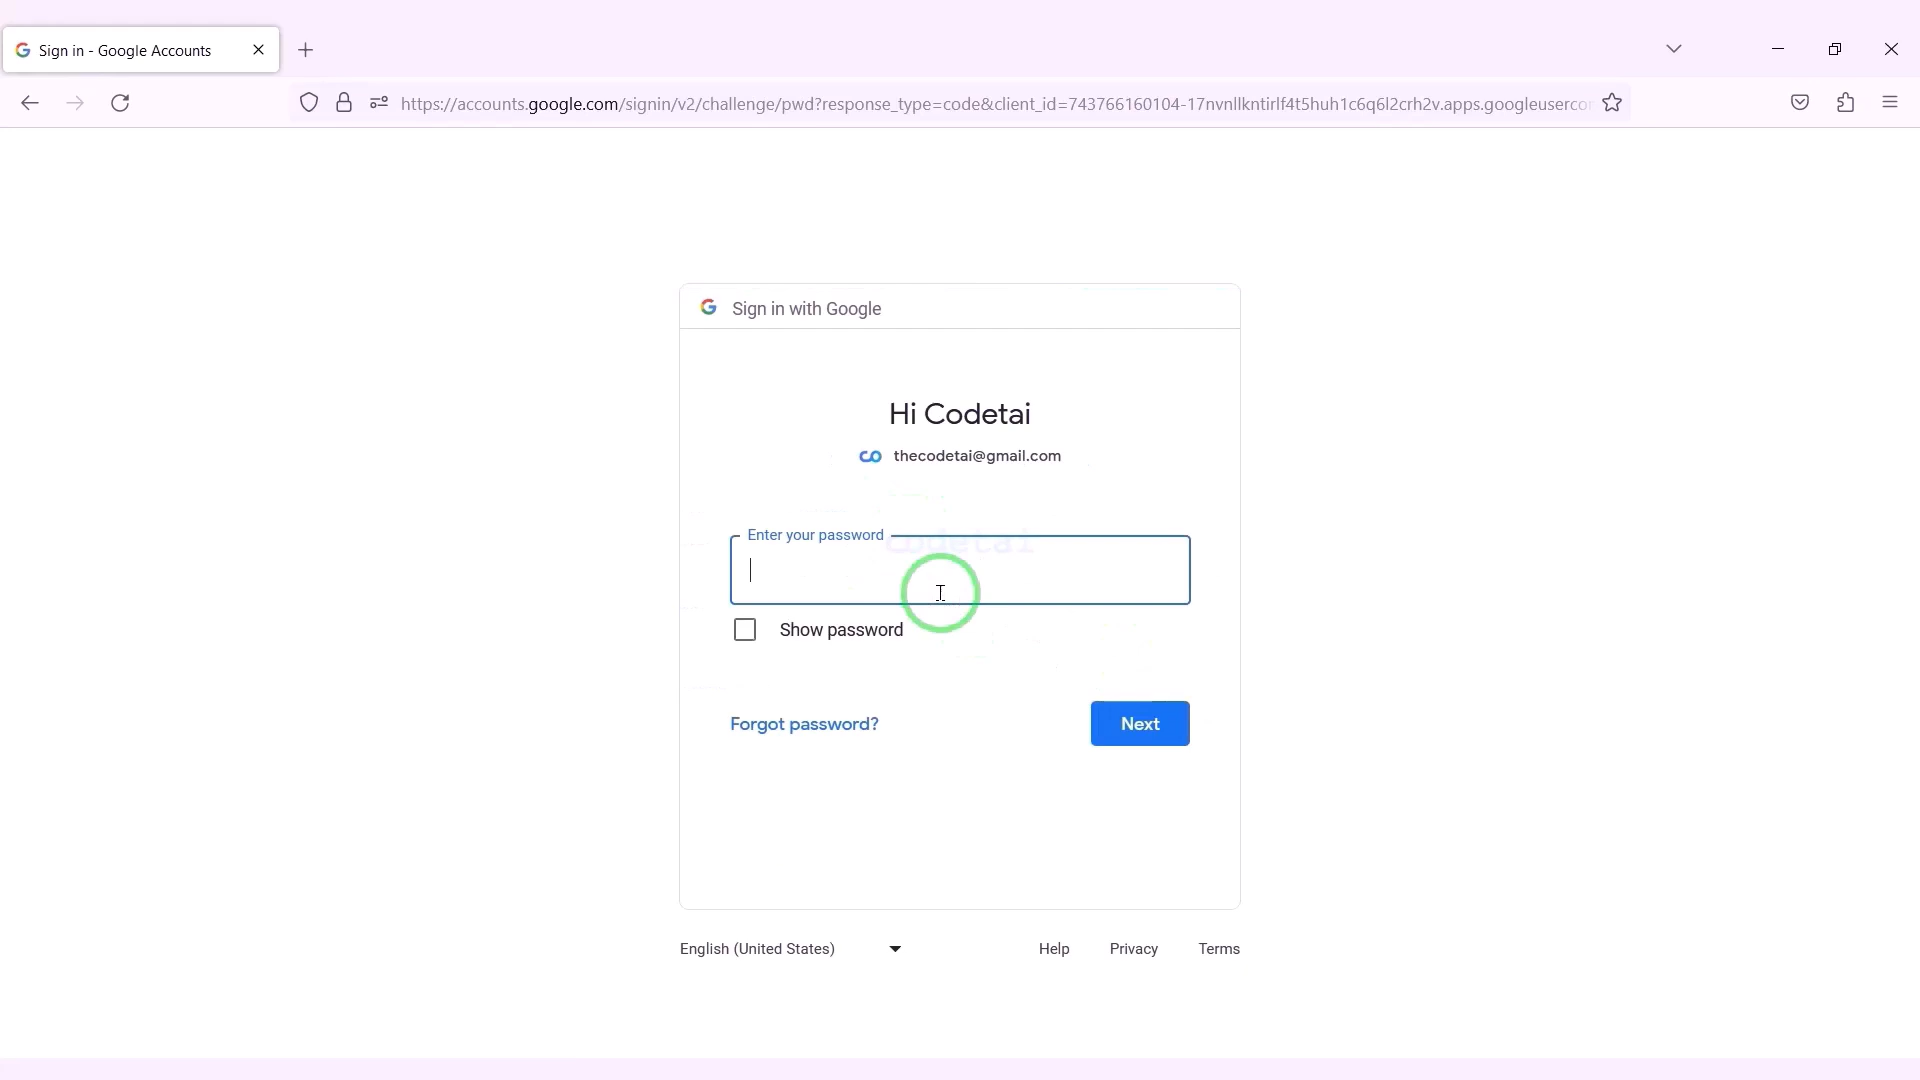 Sign in - Google Accounts
https://accounts.google.com/signin/v2/challenge/pwd?response_type=code&client_id=743766160104-17nvnllkntirlf4t5huh1c6q6l2crh2v.apps.googleusercon
Sign in with Google
Hi Codetai
thecodetai@gmail.com
Enter your password
codetai
Show password
Forgot password?
Next
English (United States)
Help
Privacy
Terms